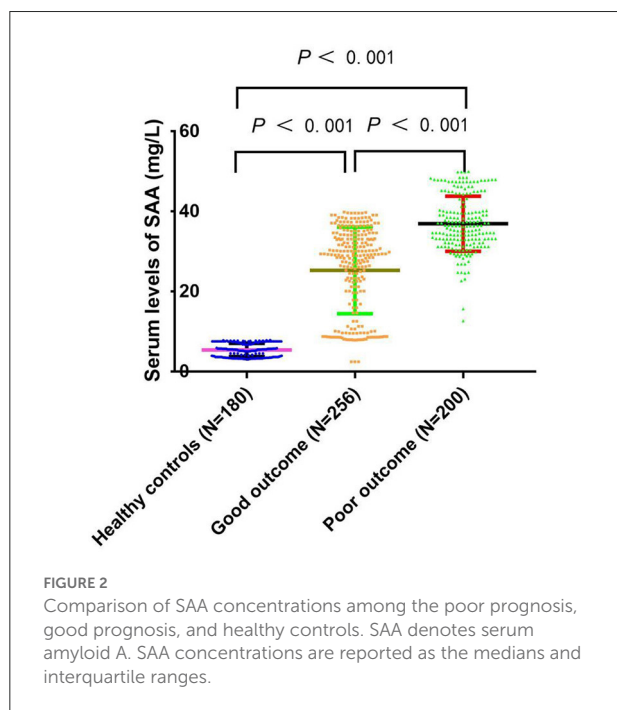 P < 0.001
P < 0.001
P < 0.001
Serum levels of SAA (mg/L)
60
40
20
0
Healthy controls (N=180)
Good outcome (N=256)
Poor outcome (N=200)
FIGURE 2
Comparison of SAA concentrations among the poor prognosis,
good prognosis, and healthy controls. SAA denotes serum
amyloid A. SAA concentrations are reported as the medians and
interquartile ranges.